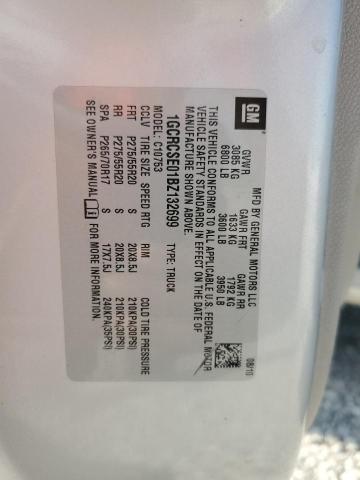 GM
MFD BY GENERAL MOTORS LLC
08/10
GVWR GAWR FRT GAWR RR
3085 KG 1633 KG 1792 KG
6800 LB 3600 LB 3950 LB
THIS VEHICLE CONFORMS TO ALL APPLICABLE U.S. FEDERAL MOTOR
VEHICLE SAFETY STANDARDS IN EFFECT ON THE DATE OF
MANUFACTURE SHOWN ABOVE.
1GCRCSE01BZ132699 TYPE: TRUCK
MODEL: C10753
CCLV TIRE SIZE SPEED RTG RIM COLD TIRE PRESSURE
FRT P275/55R20 S 20X8.5J 210KPA(30PSI)
RR P275/55R20 S 20X8.5J 210KPA(30PSI)
SPA P265/70R17 S 17X7.5J 240KPA(35PSI)
SEE OWNER'S MANUAL FOR MORE INFORMATION.